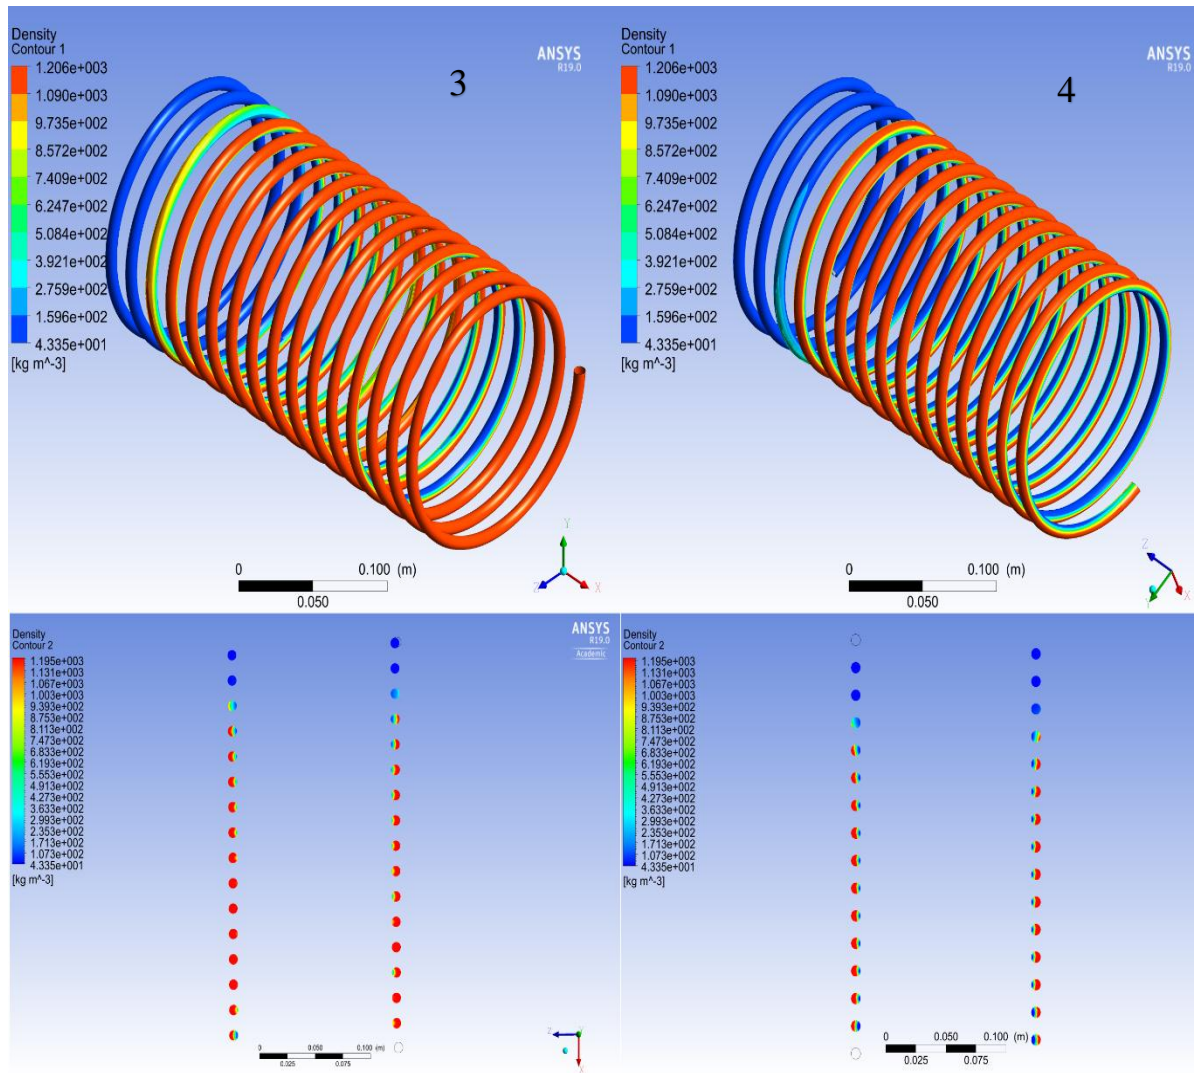 Density
Contour 1
1.206e+003
1.090e+003
9.735e+002
8.572e+002
7.409e+002
6.247e+002
5.084e+002
3.921e+002
2.759e+002
1.596e+002
4.335e+001
[kg m^-3]
3
ANSYS
R19.0
0 0.100 (m)
0.050
Y
Z X
Density
Contour 1
1.206e+003
1.090e+003
9.735e+002
8.572e+002
7.409e+002
6.247e+002
5.084e+002
3.921e+002
2.759e+002
1.596e+002
4.335e+001
[kg m^-3]
4
ANSYS
R19.0
0 0.100 (m)
0.050
Z
Y X
Density
Contour 2
1.195e+003
1.131e+003
1.067e+003
1.003e+003
9.393e+002
8.753e+002
8.113e+002
7.473e+002
6.833e+002
6.193e+002
5.553e+002
4.913e+002
4.273e+002
3.633e+002
2.993e+002
2.353e+002
1.713e+002
1.073e+002
4.335e+001
[kg m^-3]
ANSYS
R19.0
Academic
0 0.050 0.100 (m)
0.025 0.075
Z Y
X
Density
Contour 2
1.195e+003
1.131e+003
1.067e+003
1.003e+003
9.393e+002
8.753e+002
8.113e+002
7.473e+002
6.833e+002
6.193e+002
5.553e+002
4.913e+002
4.273e+002
3.633e+002
2.993e+002
2.353e+002
1.713e+002
1.073e+002
4.335e+001
[kg m^-3]
0 0.050 0.100 (m)
0.025 0.075